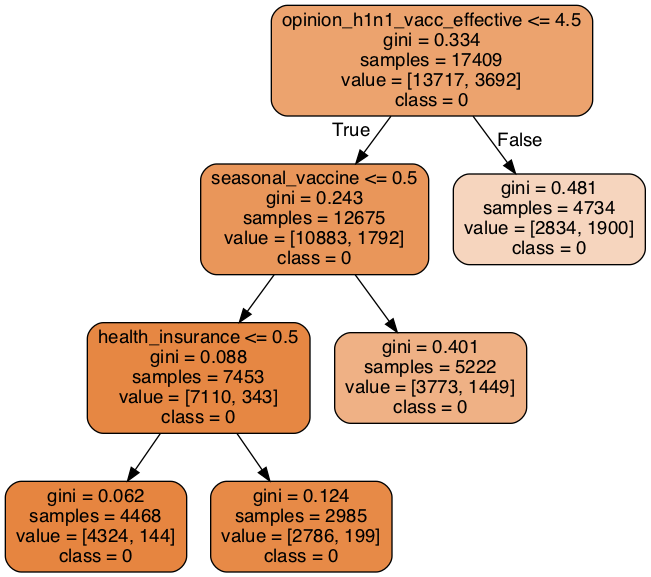 opinion_h1n1_vacc_effective <= 4.5
gini = 0.334
samples = 17409
value = [13717, 3692]
class = 0
True
False
seasonal_vaccine <= 0.5
gini = 0.243
samples = 12675
value = [10883, 1792]
class = 0
gini = 0.481
samples = 4734
value = [2834, 1900]
class = 0
health_insurance <= 0.5
gini = 0.088
samples = 7453
value = [7110, 343]
class = 0
gini = 0.401
samples = 5222
value = [3773, 1449]
class = 0
gini = 0.062
samples = 4468
value = [4324, 144]
class = 0
gini = 0.124
samples = 2985
value = [2786, 199]
class = 0